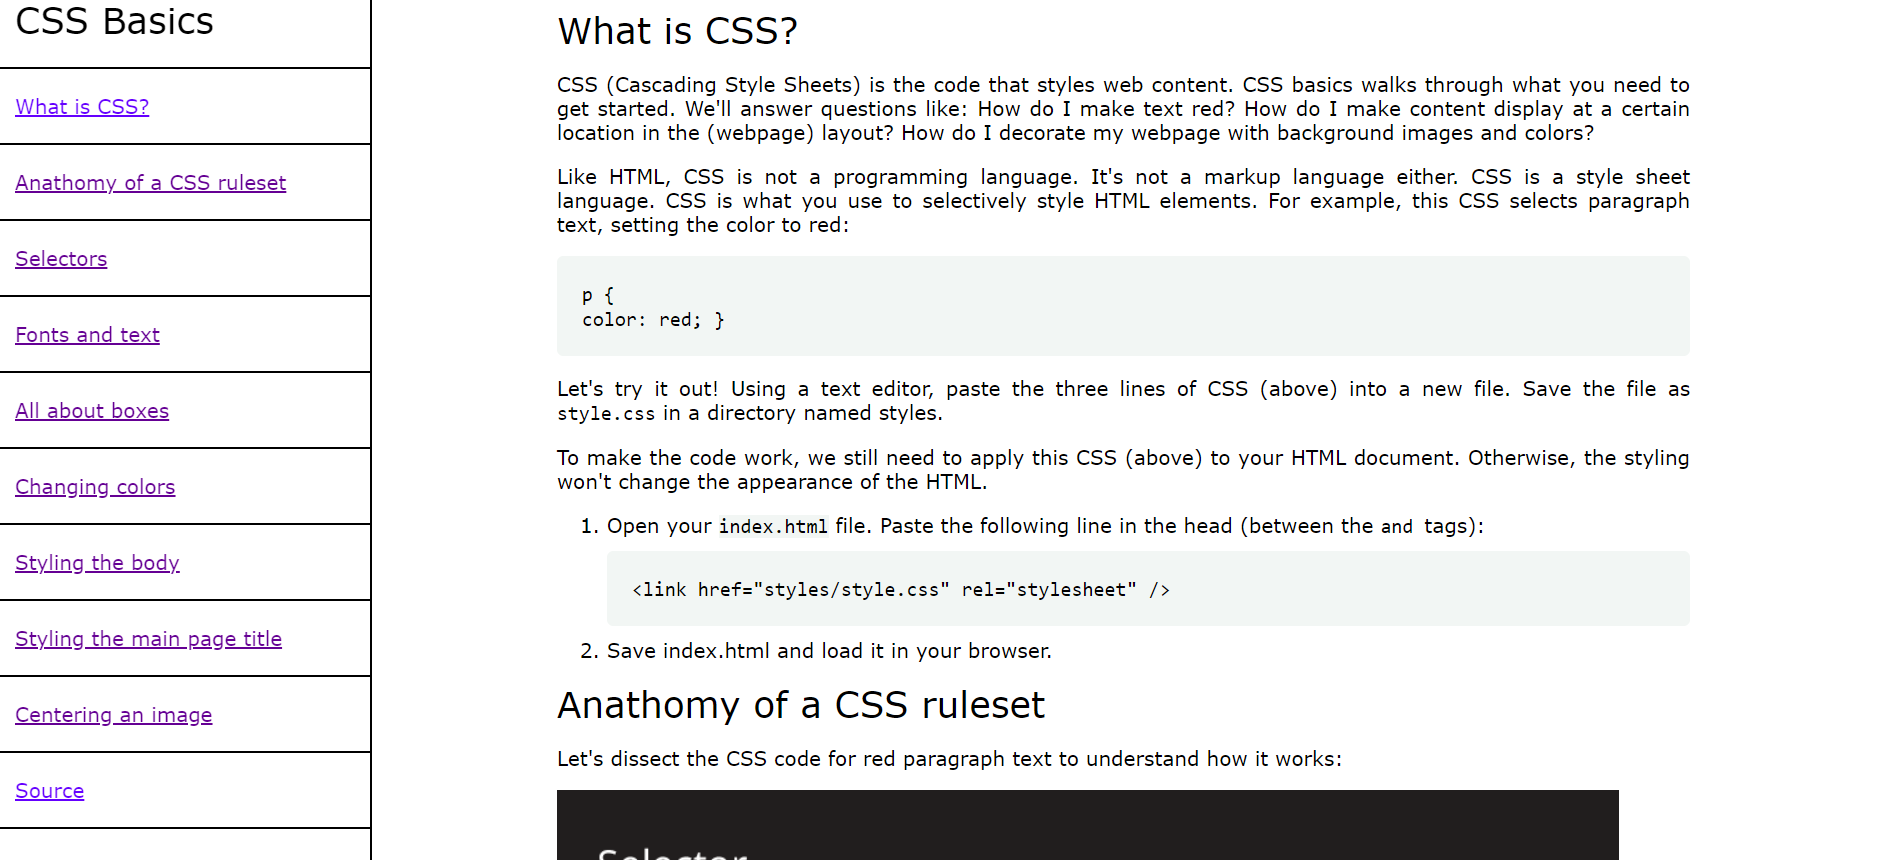 CSS Basics
What is CSS?
Anathomy of a CSS ruleset
Selectors
Fonts and text
All about boxes
Changing colors
Styling the body
Styling the main page title
Centering an image
Source
What is CSS?
CSS (Cascading Style Sheets) is the code that styles web content. CSS basics walks through what you need to
get started. We'll answer questions like: How do I make text red? How do I make content display at a certain
location in the (webpage) layout? How do I decorate my webpage with background images and colors?
Like HTML, CSS is not a programming language. It's not a markup language either. CSS is a style sheet
language. CSS is what you use to selectively style HTML elements. For example, this CSS selects paragraph
text, setting the color to red:
p {
color: red; }
Let's try it out! Using a text editor, paste the three lines of CSS (above) into a new file. Save the file as
style.css in a directory named styles.
To make the code work, we still need to apply this CSS (above) to your HTML document. Otherwise, the styling
won't change the appearance of the HTML.
1. Open your index.html file. Paste the following line in the head (between the and tags):
<link href="styles/style.css" rel="stylesheet" />
2. Save index.html and load it in your browser.
Anathomy of a CSS ruleset
Let's dissect the CSS code for red paragraph text to understand how it works:
Selector